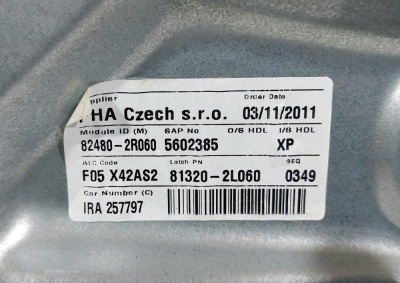 upplier Order Date
PHA Czech s.r.o. 03/11/2011
Module ID (M) SAP No O/S HDL I/S HDL
82480-2R060 5602385 XP
ALC Code Latch PN SEQ
F05 X42AS2 81320-2L060 0349
Car Number (C)
IRA 257797